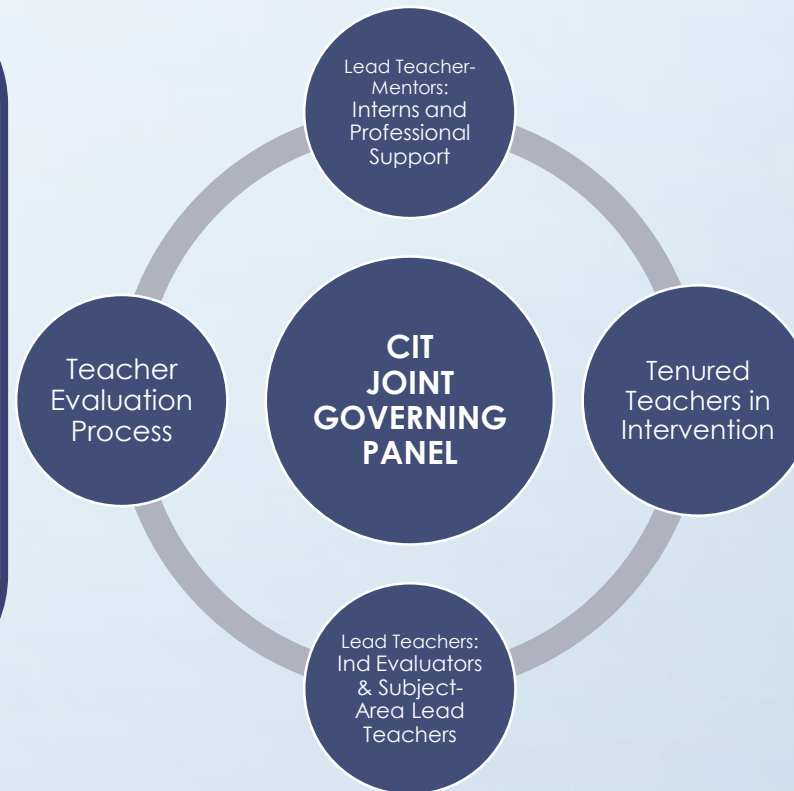 Lead Teacher-
Mentors:
Interns and
Professional
Support
Teacher
Evaluation
Process
CIT
JOINT
GOVERNING
PANEL
Tenured
Teachers in
Intervention
Lead Teachers:
Ind Evaluators
& Subject-
Area Lead
Teachers